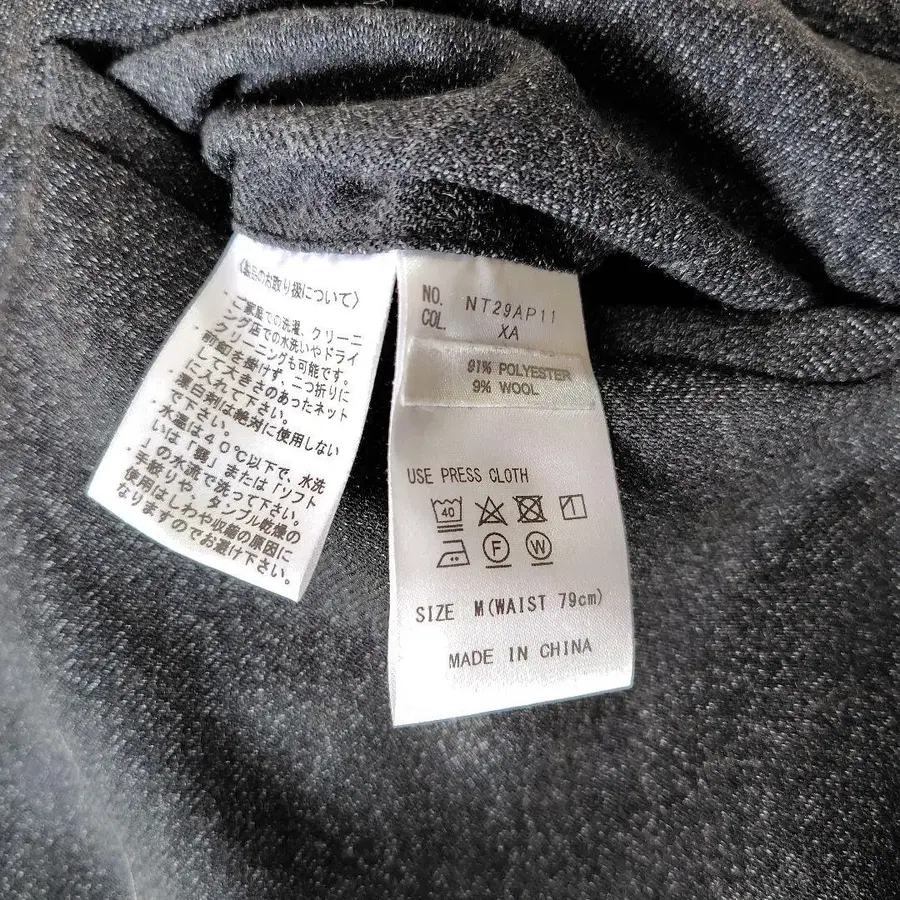 〈製品のお取り扱について〉
・ご家庭での洗濯、クリーニ
ング店での水洗いやドライ
クリーニングも可能です。
・前釦を掛けず、二つ折りに
して大きさのあったネット
に入れて下さい。
・漂白剤は絶対に使用しない
で下さい。
・水温は40℃以下で、水洗
いは「弱」または「ソフト
」の水流で洗って下さい。
・手絞りや、タンブル乾燥の
使用はしわや収縮の原因に
なりますのでお避け下さい。
NO. NT29AP11
COL. XA
91% POLYESTER
9% WOOL
USE PRESS CLOTH
40
F W
SIZE M(WAIST 79cm)
MADE IN CHINA